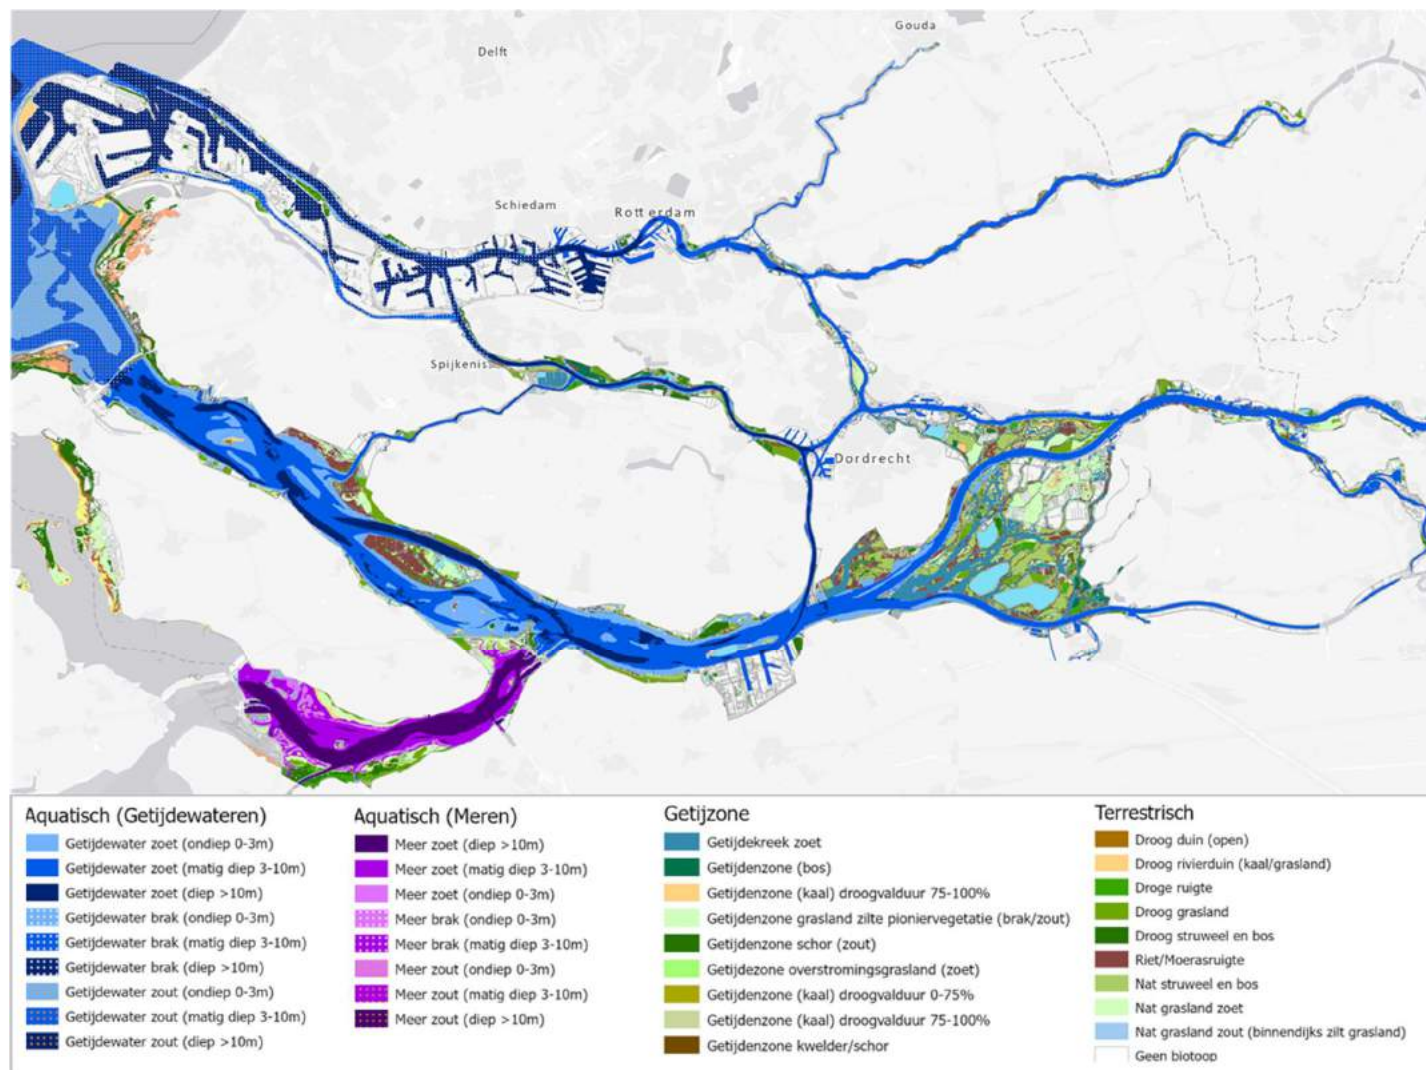 Gouda
Delft
Schiedam
Rotterdam
Spijkenis
Dordrecht
Aquatisch (Getijdewateren)
Getijdewater zoet (ondiep 0-3m)
Getijdewater zoet (matig diep 3-10m)
Getijdewater zoet (diep >10m)
Getijdewater brak (ondiep 0-3m)
Getijdewater brak (matig diep 3-10m)
Getijdewater brak (diep >10m)
Getijdewater zout (ondiep 0-3m)
Getijdewater zout (matig diep 3-10m)
Getijdewater zout (diep >10m)
Aquatisch (Meren)
Meer zoet (diep >10m)
Meer zoet (matig diep 3-10m)
Meer zoet (ondiep 0-3m)
Meer brak (ondiep 0-3m)
Meer brak (matig diep 3-10m)
Meer zout (ondiep 0-3m)
Meer zout (matig diep 3-10m)
Meer zout (diep >10m)
Getijzone
Getijdekreek zoet
Getijdenzone (bos)
Getijdenzone (kaal) droogvalduur 75-100%
Getijdenzone grasland zilte pioniervegetatie (brak/zout)
Getijdenzone schor (zout)
Getijdezone overstromingsgrasland (zoet)
Getijdenzone (kaal) droogvalduur 0-75%
Getijdenzone (kaal) droogvalduur 75-100%
Getijdenzone kwelder/schor
Terrestrisch
Droog duin (open)
Droog rivierduin (kaal/grasland)
Droge ruigte
Droog grasland
Droog struweel en bos
Riet/Moerasruigte
Nat struweel en bos
Nat grasland zoet
Nat grasland zout (binnendijks zilt grasland)
Geen biotoop